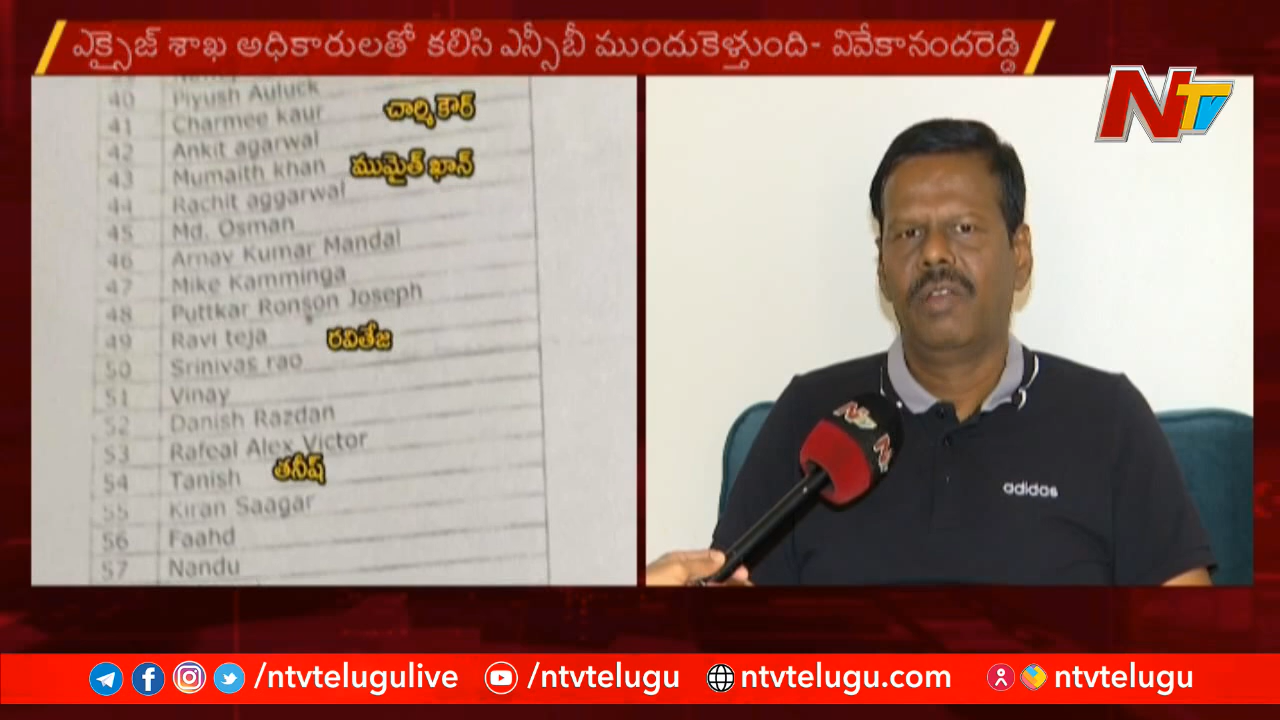 ఎక్సైజ్ శాఖ అధికారులతో కలిసి ఎన్సీబీ ముందుకెళ్తుంది- వివేకానందరెడ్డి
NTV
40 Piyush Auluck
41 Charmee kaur చార్మికౌర్
42 Ankit agarwal
43 Mumaith khan ముమైత్ ఖాన్
44 Rachit aggarwal
45 Md. Osman
46 Arnav Kumar Mandal
47 Mike Kamminga
48 Puttkar Ronson Joseph
49 Ravi teja రవితేజ
50 Srinivas rao
51 Vinay
52 Danish Razdan
53 Rafeal Alex Victor
54 Tanish తనీష్
55 Kiran Saagar
56 Faahd
57 Nandu
NTV
adidas
/ntvtelugulive /ntvtelugu ntvtelugu.com ntvtelugu